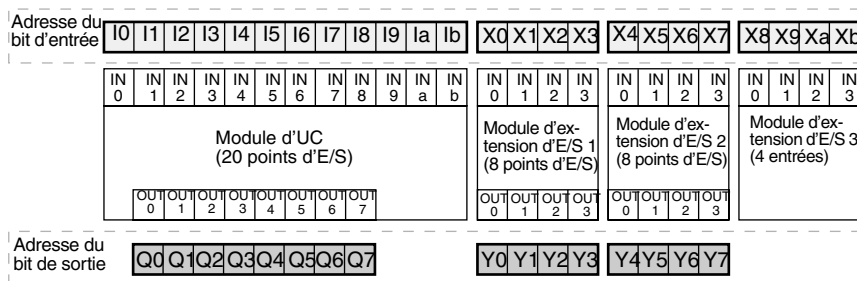 Adresse du
bit d'entrée
I0 I1 I2 I3 I4 I5 I6 I7 I8 I9 Ia Ib X0 X1 X2 X3 X4 X5 X6 X7 X8 X9 Xa Xb
IN IN IN IN IN IN IN IN IN IN IN IN IN IN IN IN IN IN IN IN IN IN IN IN
0 1 2 3 4 5 6 7 8 9 a b 0 1 2 3 0 1 2 3 0 1 2 3
Module d'UC
(20 points d'E/S)
Module d'ex-
tension d'E/S 1
(8 points d'E/S)
Module d'ex-
tension d'E/S 2
(8 points d'E/S)
Module d'ex-
tension d'E/S 3
(4 entrées)
OUT OUT OUT OUT OUT OUT OUT OUT OUT OUT OUT OUT OUT OUT OUT OUT
0 1 2 3 4 5 6 7 0 1 2 3 0 1 2 3
Adresse du
bit de sortie
Q0 Q1 Q2 Q3 Q4 Q5 Q6 Q7 Y0 Y1 Y2 Y3 Y4 Y5 Y6 Y7